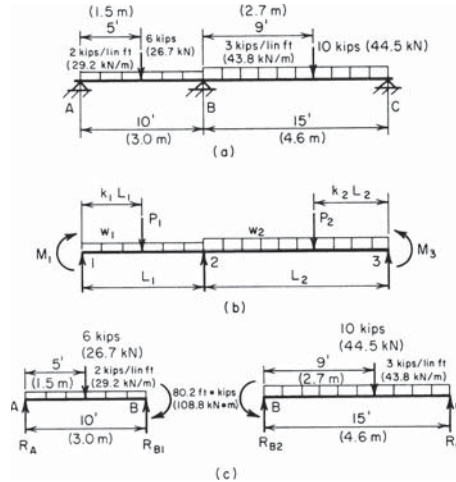 (1.5 m)
5'
6 kips
(26.7 kN)
2 kips/lin ft
(29.2 kN/m)
(2.7 m)
9'
3 kips/lin ft
(43.8 kN/m)
10 kips (44.5 kN)
A
B
C
10'
(3.0 m)
15'
(4.6 m)
(a)
k₁ L₁
P₁
w₁
k₂ L₂
P₂
w₂
M₁
1
2
3
M₃
L₁
L₂
(b)
6 kips
(26.7 kN)
5'
(1.5 m)
2 kips/lin ft
(29.2 kN/m)
A
B
10'
(3.0 m)
R_A
R_B1
80.2 ft•kips
(108.8 kN•m)
10 kips
(44.5 kN)
9'
(2.7 m)
3 kips/lin ft
(43.8 kN/m)
B
15'
(4.6 m)
R_B2
R
(c)